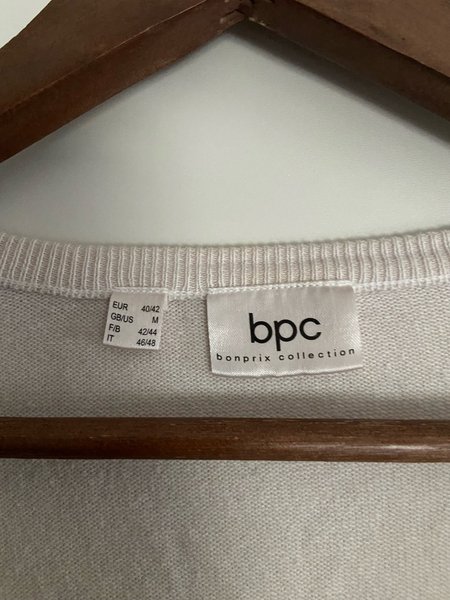 EUR 40/42
GB/US M
F/B 42/44
IT 46/48
bpc
bonprix collection